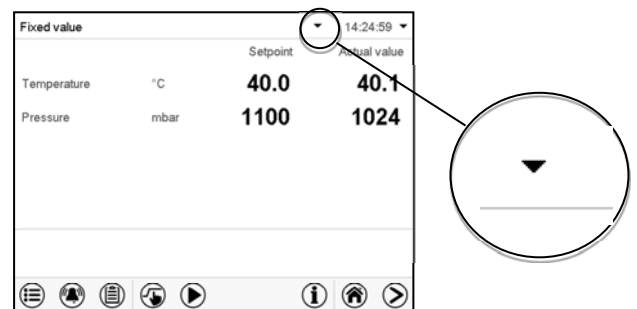 Fixed value 14:24:59
Setpoint Actual value
Temperature °C 40.0 40.1
Pressure mbar 1100 1024